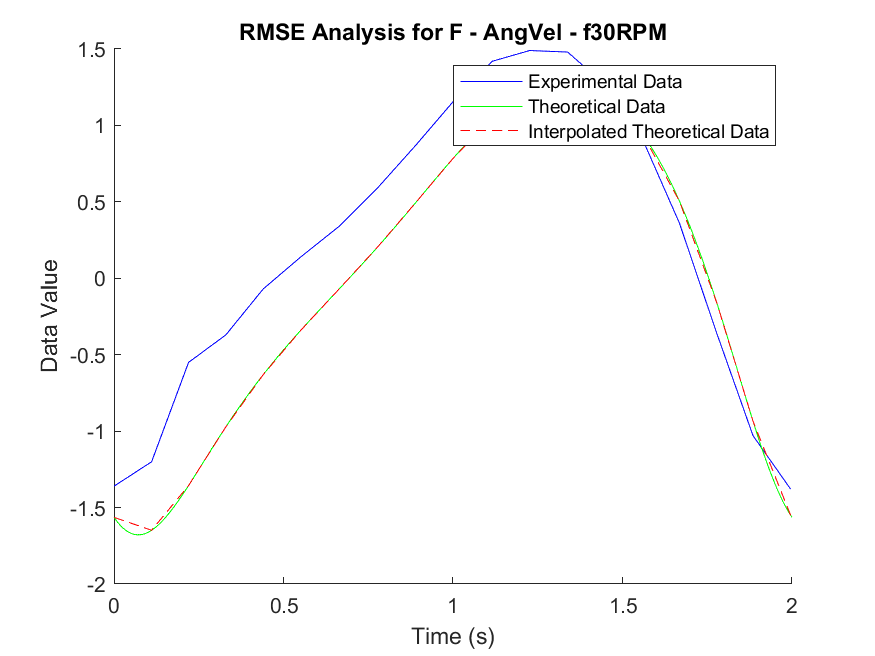 RMSE Analysis for F - AngVel - f30RPM
1.5
1
0.5
0
-0.5
-1
-1.5
-2
Data Value
Experimental Data
Theoretical Data
Interpolated Theoretical Data
0
0.5
1
1.5
2
Time (s)